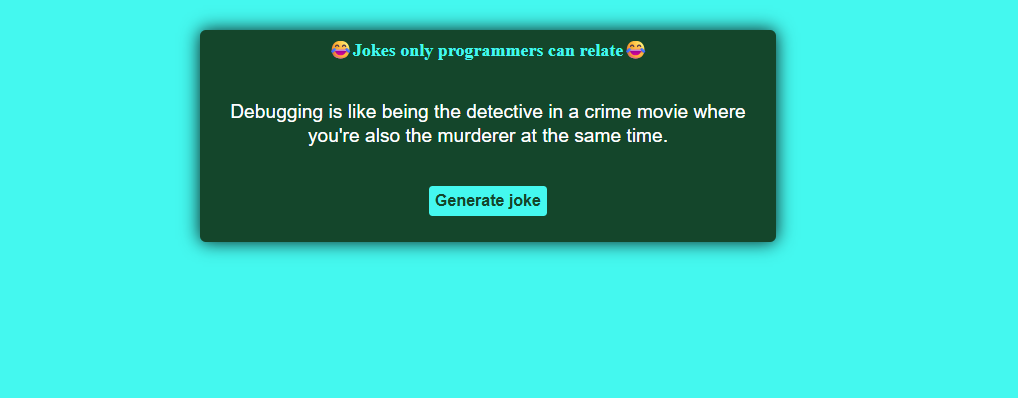 😂Jokes only programmers can relate😂
Debugging is like being the detective in a crime movie where
you're also the murderer at the same time.
Generate joke